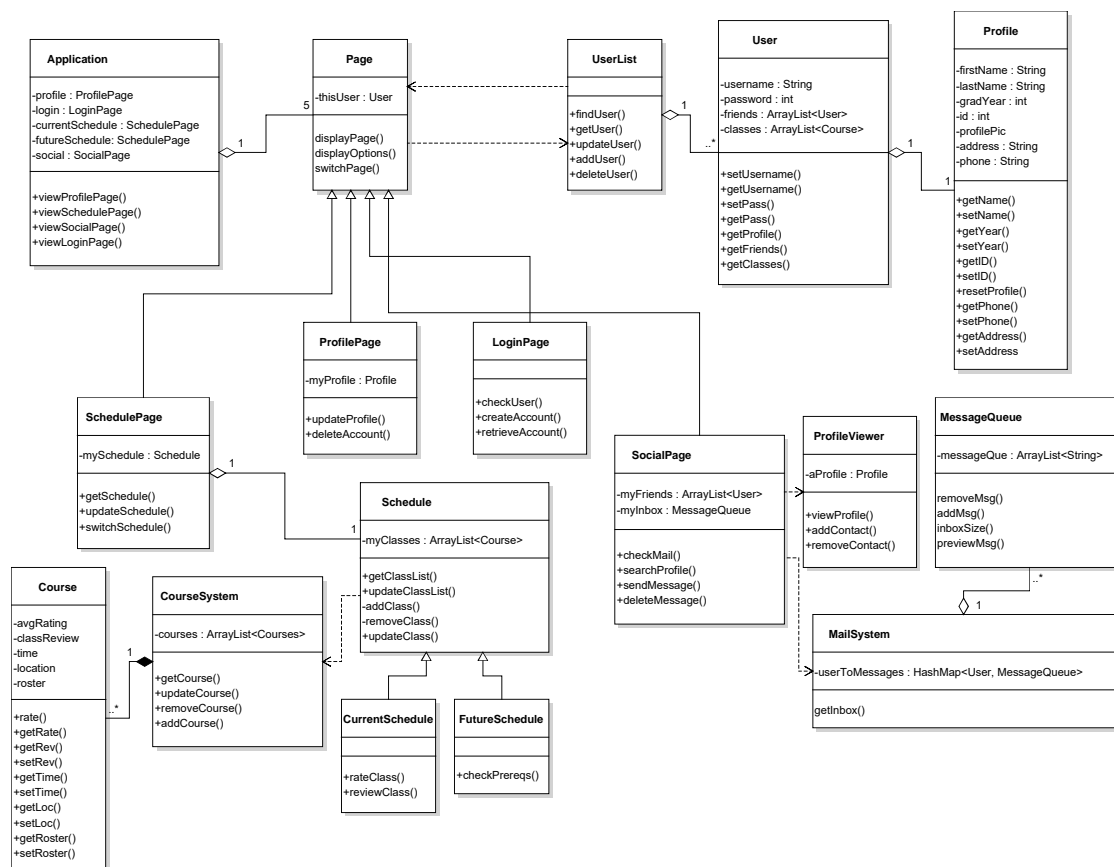 Application
-profile : ProfilePage
-login : LoginPage
-currentSchedule : SchedulePage
-futureSchedule: SchedulePage
-social : SocialPage
+viewProfilePage()
+viewSchedulePage()
+viewSocialPage()
+viewLoginPage()
1
5
Page
-thisUser : User
displayPage()
displayOptions()
switchPage()
UserList
+findUser()
+getUser()
+updateUser()
+addUser()
+deleteUser()
1
..*
User
-username : String
-password : int
-friends : ArrayList<User>
-classes : ArrayList<Course>
+setUsername()
+getUsername()
+setPass()
+getPass()
+getProfile()
+getFriends()
+getClasses()
1
1
Profile
-firstName : String
-lastName : String
-gradYear : int
-id : int
-profilePic
-address : String
-phone : String
+getName()
+setName()
+getYear()
+setYear()
+getID()
+setID()
+resetProfile()
+getPhone()
+setPhone()
+getAddress()
+setAddress
SchedulePage
-mySchedule : Schedule
+getSchedule()
+updateSchedule()
+switchSchedule()
1
1
ProfilePage
-myProfile : Profile
+updateProfile()
+deleteAccount()
LoginPage
+checkUser()
+createAccount()
+retrieveAccount()
SocialPage
-myFriends : ArrayList<User>
-myInbox : MessageQueue
+checkMail()
+searchProfile()
+sendMessage()
+deleteMessage()
ProfileViewer
-aProfile : Profile
+viewProfile()
+addContact()
+removeContact()
MessageQueue
-messageQue : ArrayList<String>
removeMsg()
addMsg()
inboxSize()
previewMsg()
..*
1
MailSystem
-userToMessages : HashMap<User, MessageQueue>
getInbox()
Schedule
-myClasses : ArrayList<Course>
+getClassList()
+updateClassList()
-addClass()
-removeClass()
+updateClass()
Course
-avgRating
-classReview
-time
-location
-roster
+rate()
+getRate()
+getRev()
+setRev()
+getTime()
+setTime()
+getLoc()
+setLoc()
+getRoster()
+setRoster()
1
..*
CourseSystem
-courses : ArrayList<Courses>
+getCourse()
+updateCourse()
+removeCourse()
+addCourse()
CurrentSchedule
+rateClass()
+reviewClass()
FutureSchedule
+checkPrereqs()